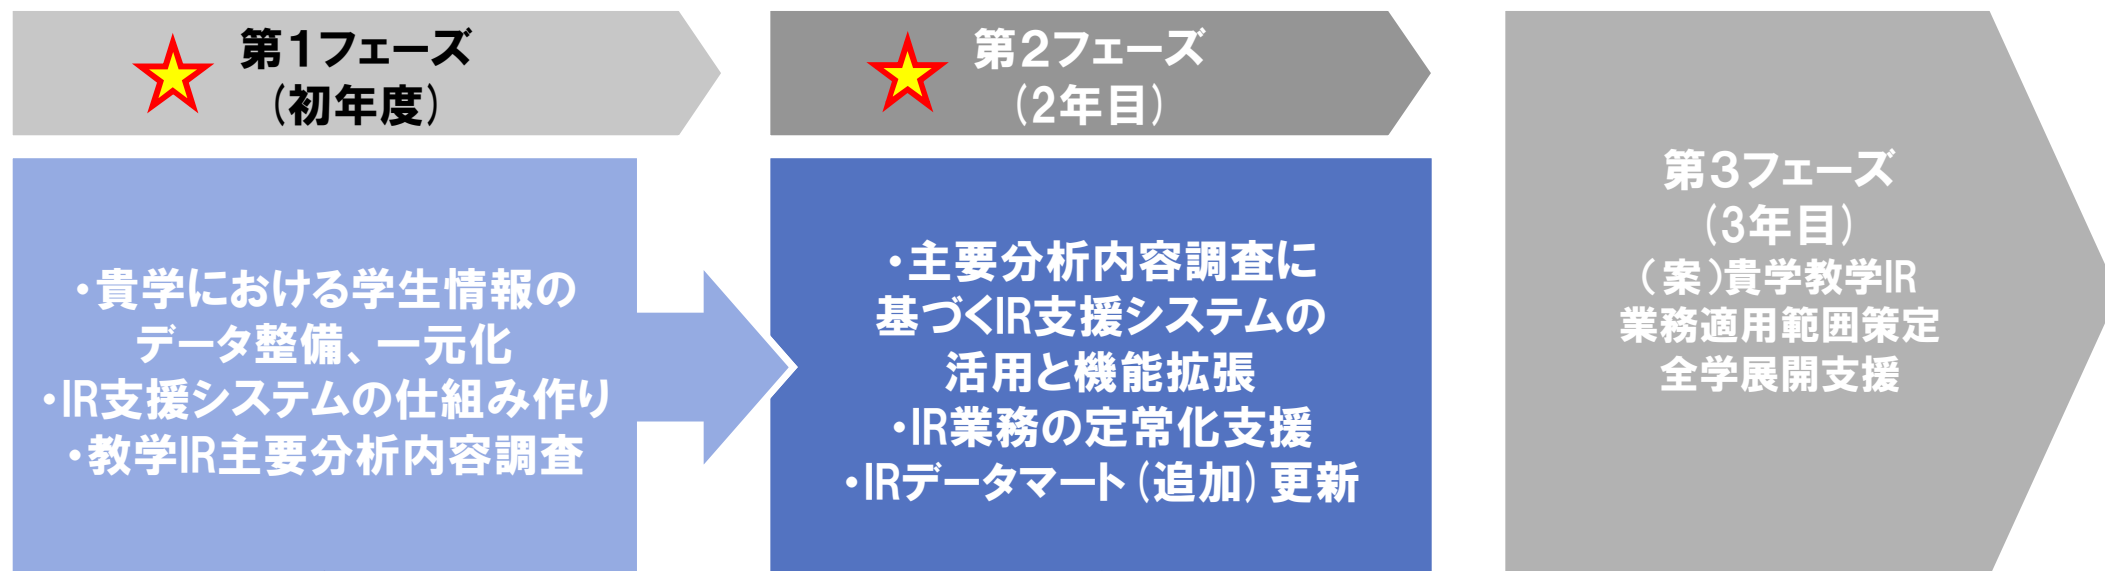 第1フェーズ
(初年度)
・貴学における学生情報の
データ整備、一元化
・IR支援システムの仕組み作り
・教学IR主要分析内容調査
第2フェーズ
(2年目)
・主要分析内容調査に
基づくIR支援システムの
活用と機能拡張
・IR業務の定常化支援
・IRデータマート(追加)更新
第3フェーズ
(3年目)
(案)貴学教学IR
業務適用範囲策定
全学展開支援